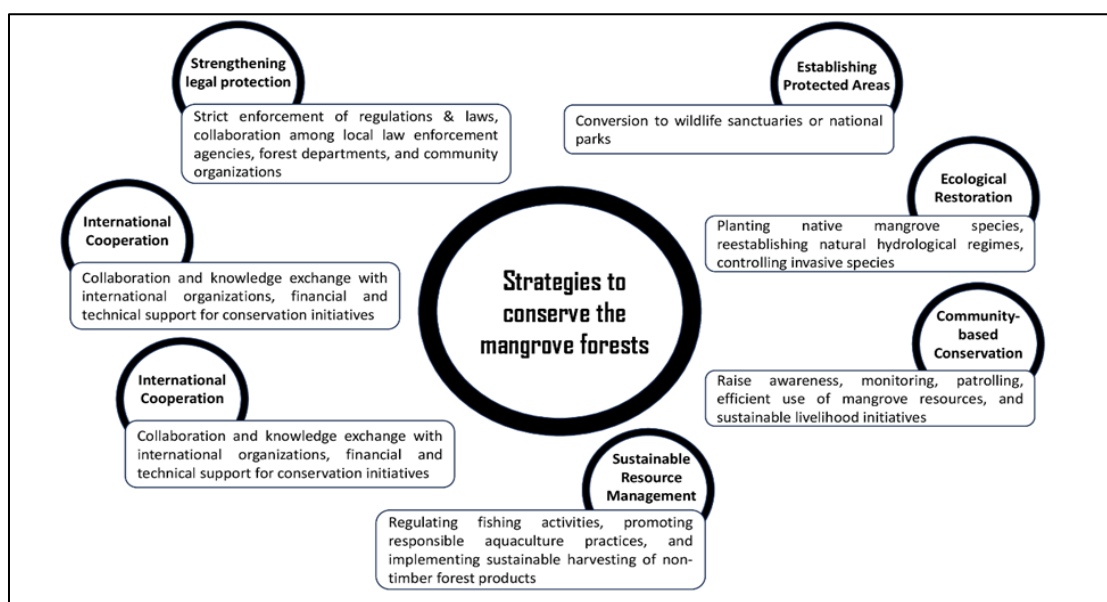 Strengthening
legal protection
Strict enforcement of regulations & laws,
collaboration among local law enforcement
agencies, forest departments, and community
organizations
Establishing
Protected Areas
Conversion to wildlife sanctuaries or national
parks
International
Cooperation
Collaboration and knowledge exchange with
international organizations, financial and
technical support for conservation initiatives
Ecological
Restoration
Planting native mangrove species,
reestablishing natural hydrological regimes,
controlling invasive species
Strategies to
conserve the
mangrove forests
International
Cooperation
Collaboration and knowledge exchange with
international organizations, financial and
technical support for conservation initiatives
Community-
based
Conservation
Raise awareness, monitoring, patrolling,
efficient use of mangrove resources, and
sustainable livelihood initiatives
Sustainable
Resource
Management
Regulating fishing activities, promoting
responsible aquaculture practices, and
implementing sustainable harvesting of non-
timber forest products